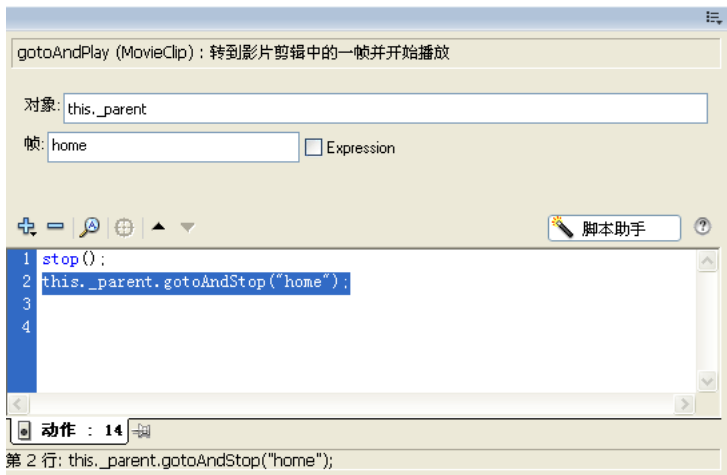 gotoAndPlay (MovieClip)：转到影片剪辑中的一帧并开始播放
对象: this._parent
帧: home Expression
脚本助手
1 stop();
2 this._parent.gotoAndStop("home");
3
4
动作 : 14
第 2 行: this._parent.gotoAndStop("home");